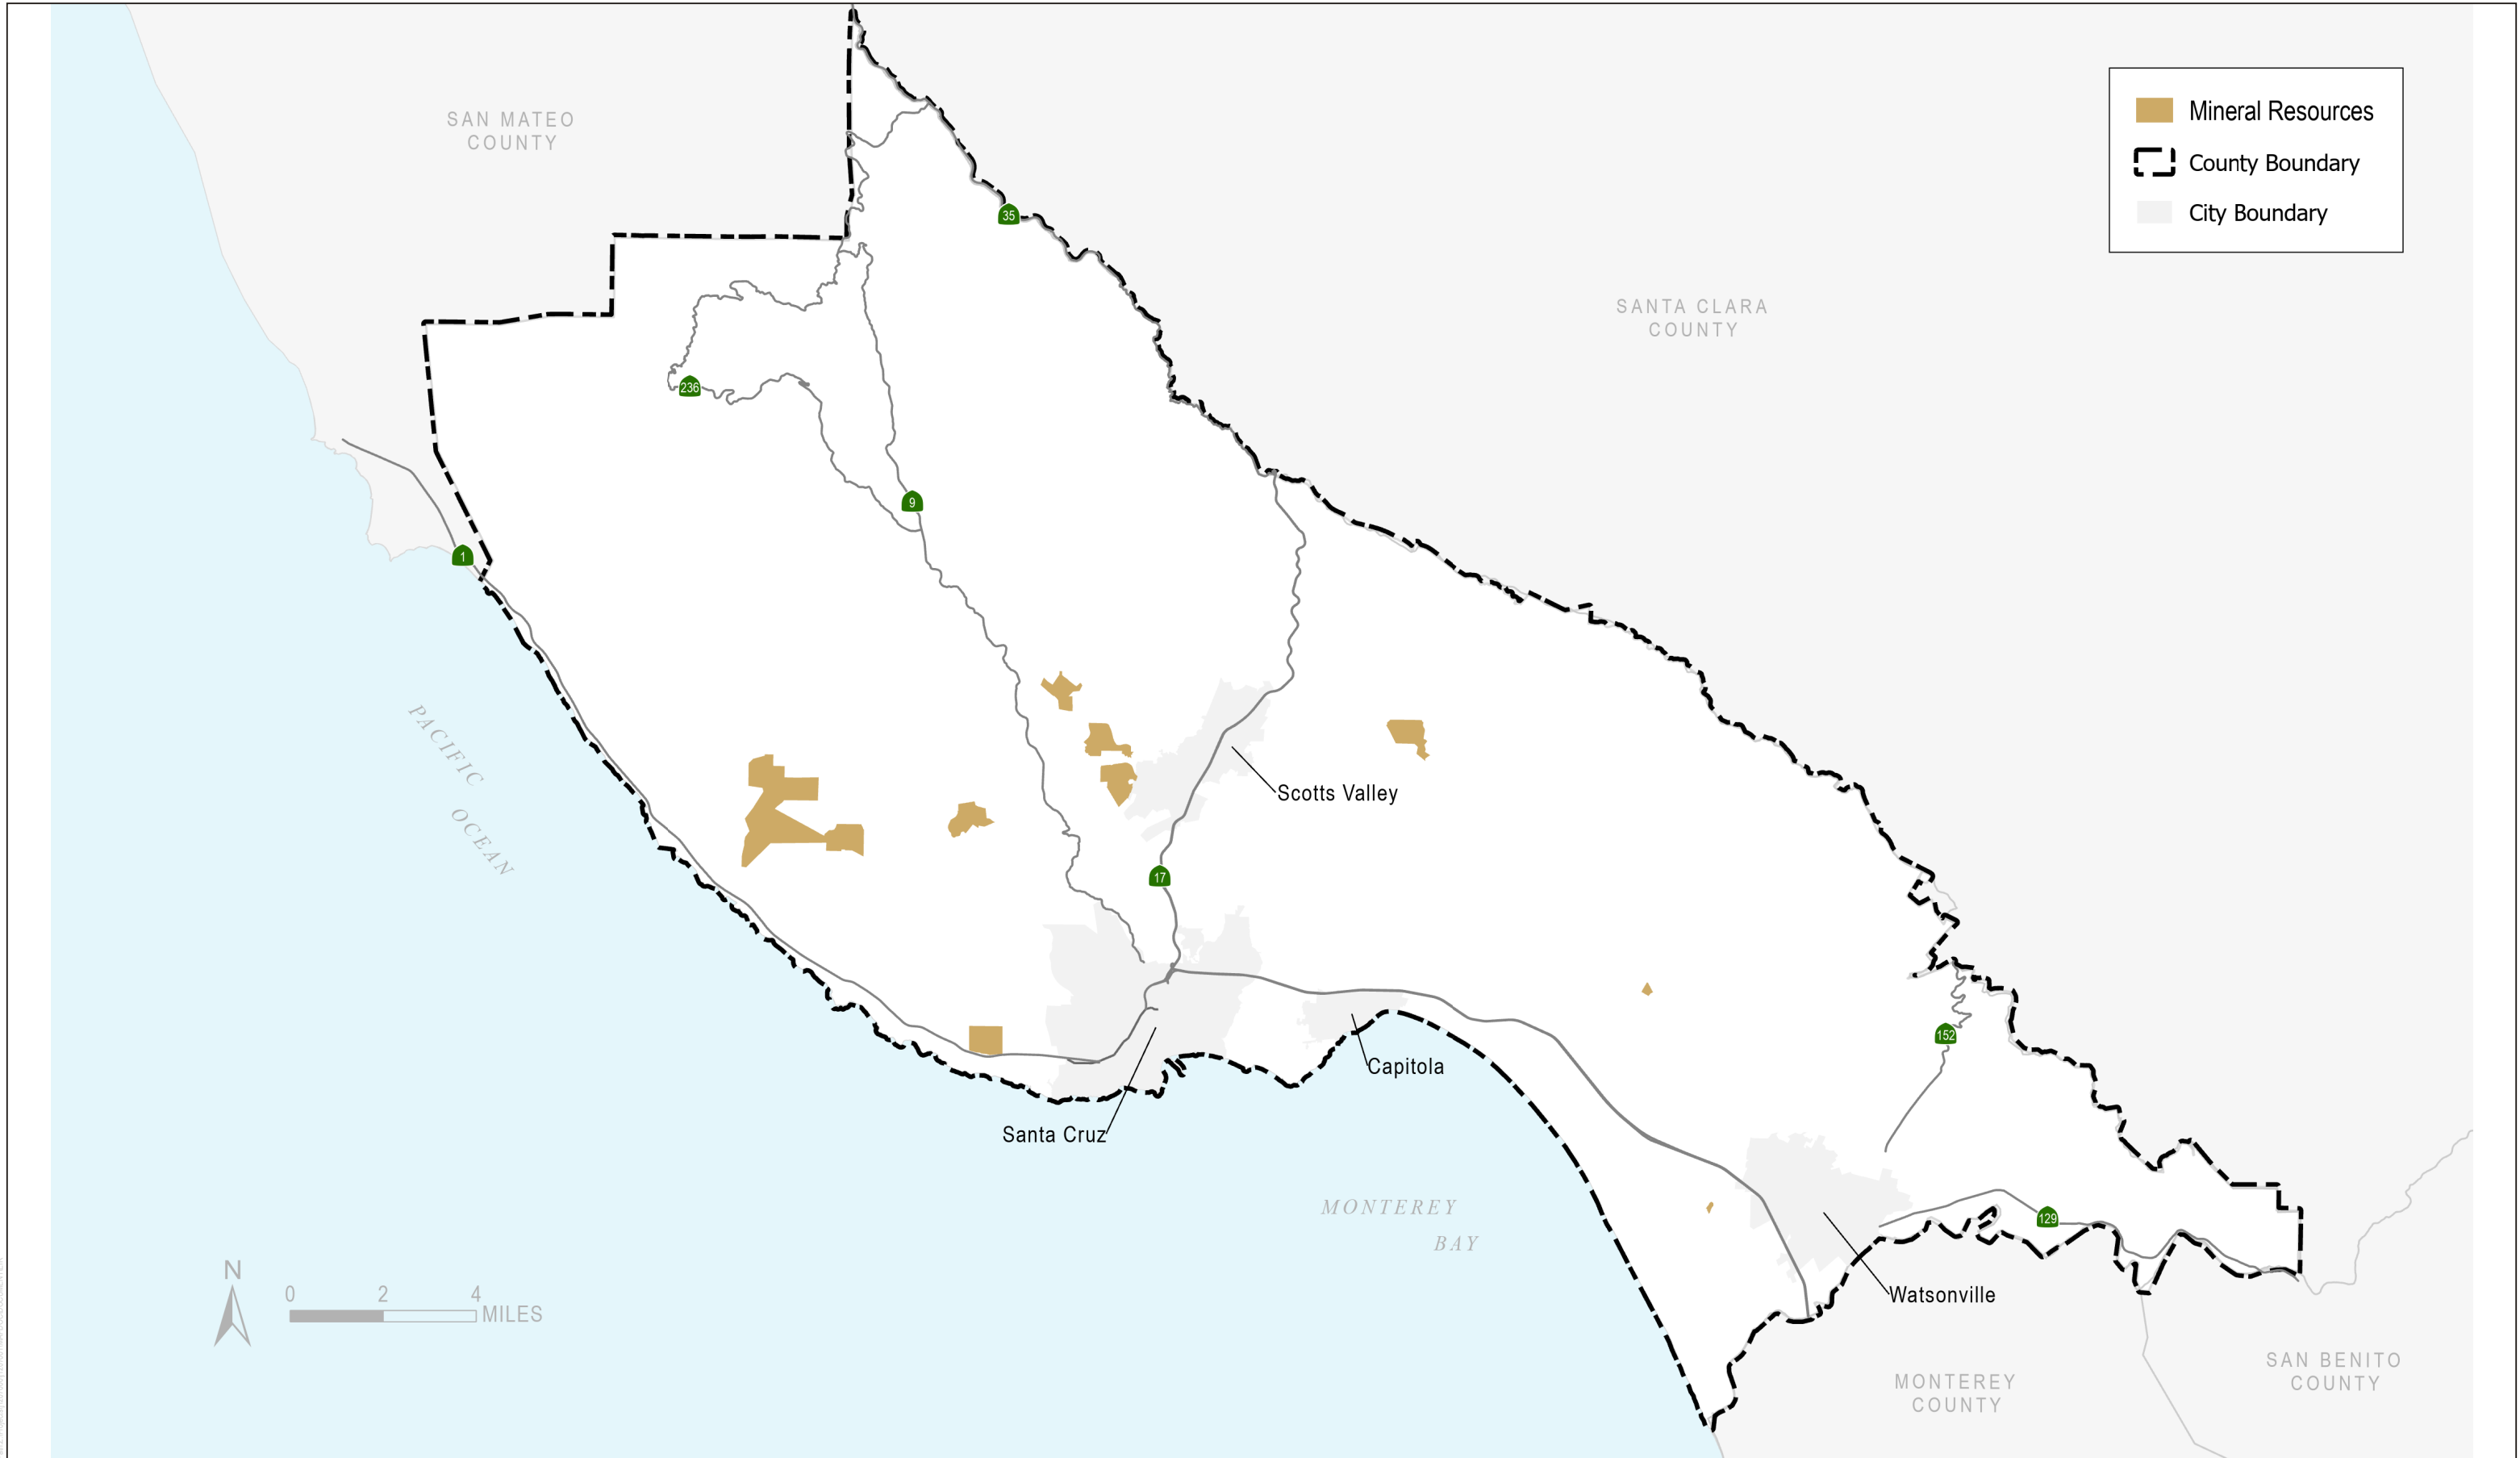 SAN MATEO
COUNTY
Mineral Resources
County Boundary
City Boundary
35
SANTA CLARA
COUNTY
236
9
1
PACIFIC
OCEAN
Scotts Valley
17
152
Capitola
Santa Cruz
MONTEREY
BAY
129
Watsonville
N
0 2 4
MILES
SAN BENITO
COUNTY
MONTEREY
COUNTY